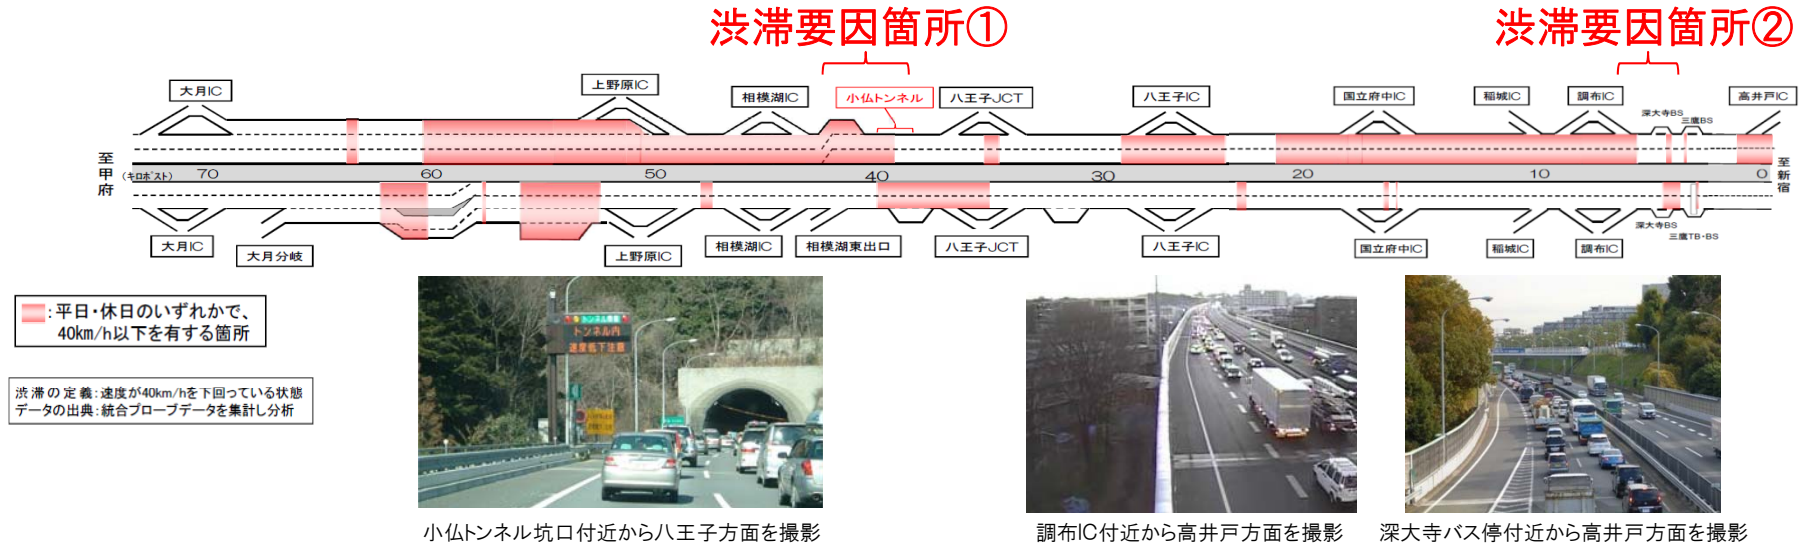 渋滞要因箇所①
渋滞要因箇所②
大月IC
上野原IC
相模湖IC
小仏トンネル
八王子JCT
八王子IC
国立府中IC
稲城IC
調布IC
高井戸IC
深大寺BS
三鷹BS
至甲府
(キロポスト)
70
60
50
40
30
20
10
0
至新宿
大月IC
大月分岐
上野原IC
相模湖IC
相模湖東出口
八王子JCT
八王子IC
国立府中IC
稲城IC
調布IC
深大寺BS
三鷹TB・BS
:平日・休日のいずれかで、
40km/h以下を有する箇所
渋滞の定義:速度が40km/hを下回っている状態
データの出典:統合プローブデータを集計し分析
トンネル内
速度低下注意
小仏トンネル坑口付近から八王子方面を撮影
調布IC付近から高井戸方面を撮影
深大寺バス停付近から高井戸方面を撮影